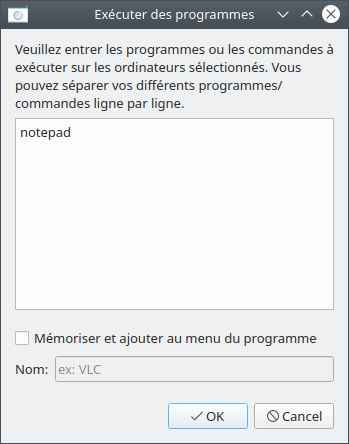 Exécuter des programmes
Veuillez entrer les programmes ou les commandes à
exécuter sur les ordinateurs sélectionnés. Vous
pouvez séparer vos différents programmes/
commandes ligne par ligne.
notepad
Mémoriser et ajouter au menu du programme
Nom: ex: VLC
OK Cancel